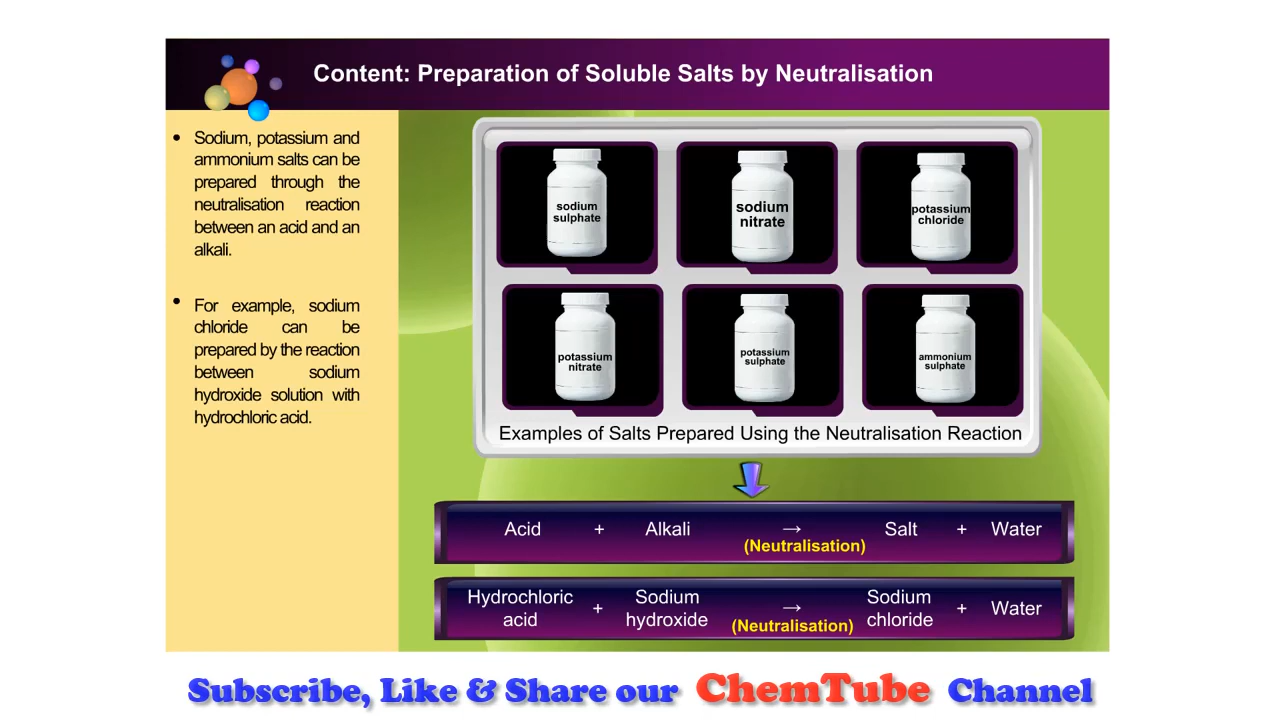 Content: Preparation of Soluble Salts by Neutralisation
• Sodium, potassium and
ammonium salts can be
prepared through the
neutralisation reaction
between an acid and an
alkali.
• For example, sodium
chloride can be
prepared by the reaction
between sodium
hydroxide solution with
hydrochloric acid.
sodium
sulphate
sodium
nitrate
potassium
chloride
potassium
nitrate
potassium
sulphate
ammonium
sulphate
Examples of Salts Prepared Using the Neutralisation Reaction
Acid + Alkali → Salt + Water
(Neutralisation)
Hydrochloric acid + Sodium hydroxide → Sodium chloride + Water
(Neutralisation)
Subscribe, Like & Share our ChemTube Channel